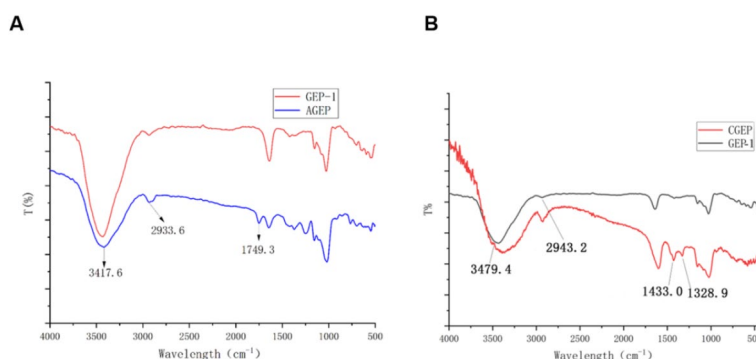 A
GEP-1
AGEP
T(%)
2933.6
1749.3
3417.6
4000 3500 3000 2500 2000 1500 1000 500
Wavelength (cm⁻¹)
B
CGEP
GEP-1
T%
3479.4
2943.2
1433.0 1328.9
4000 3500 3000 2500 2000 1500 1000 500
Wavelength (cm⁻¹)